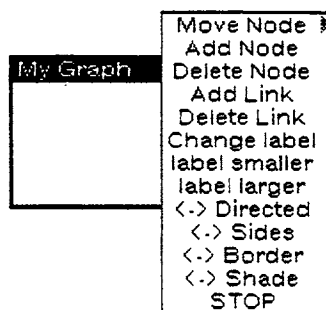 My Graph
Move Node
Add Node
Delete Node
Add Link
Delete Link
Change label
label smaller
label larger
<-> Directed
<-> Sides
<-> Border
<-> Shade
STOP